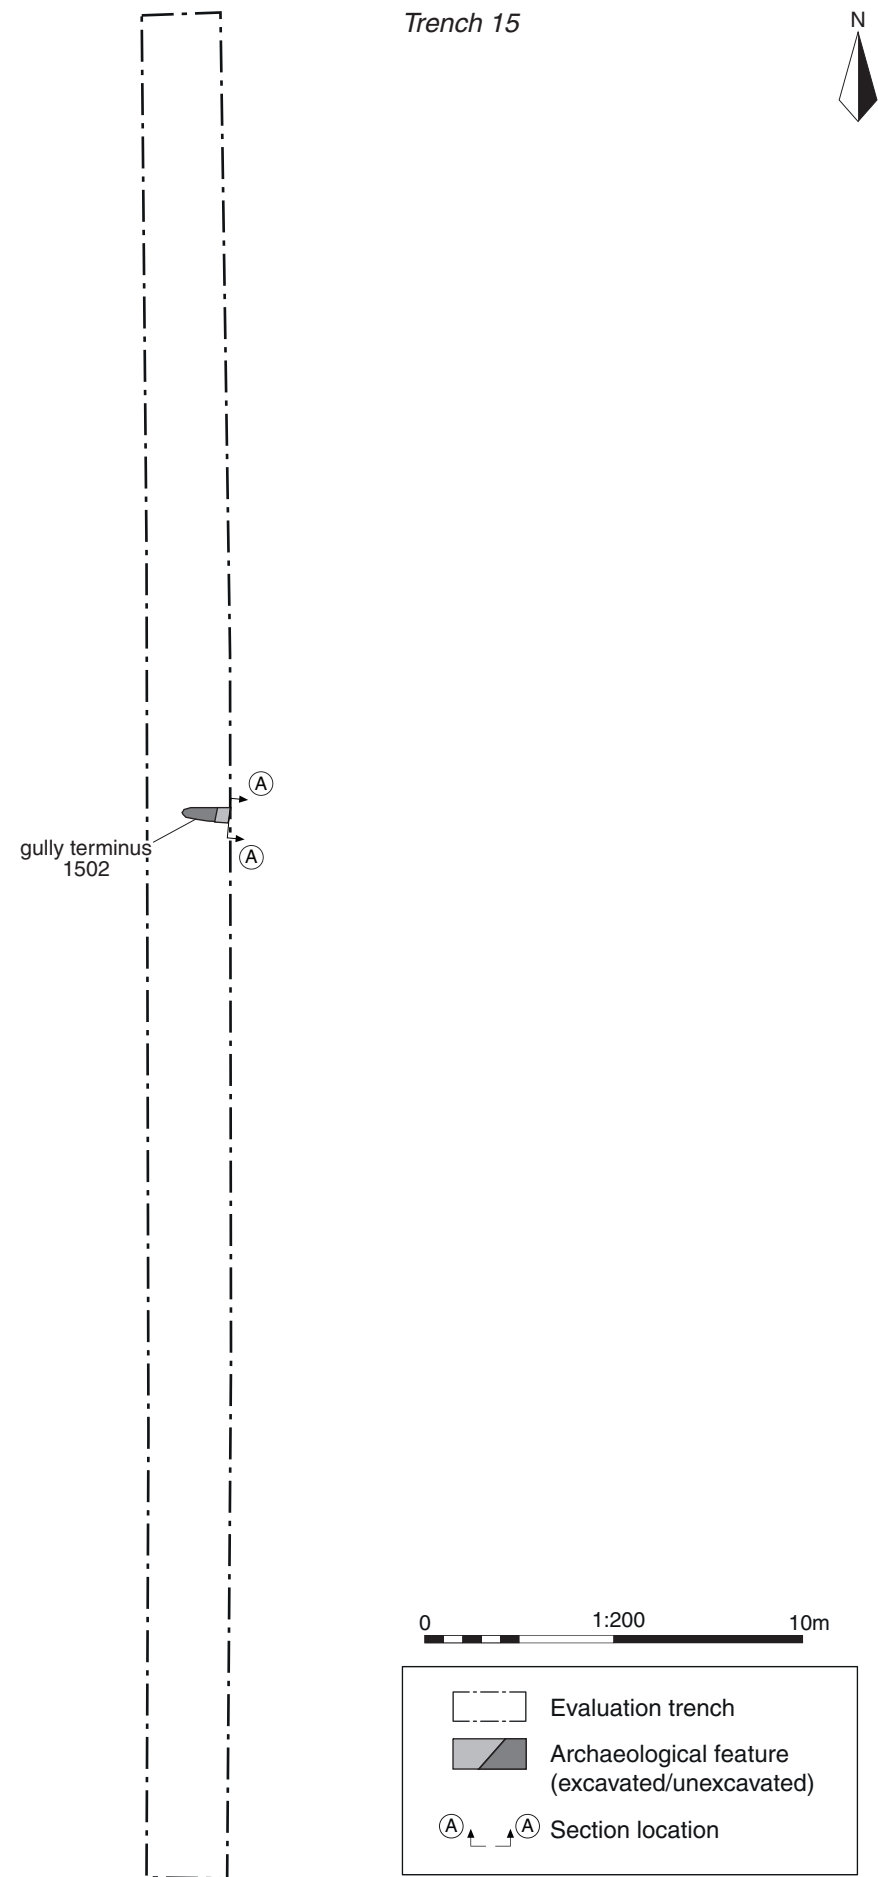 Trench 15
N
A
gully terminus
1502
A
0 1:200 10m
Evaluation trench
Archaeological feature
(excavated/unexcavated)
A A Section location